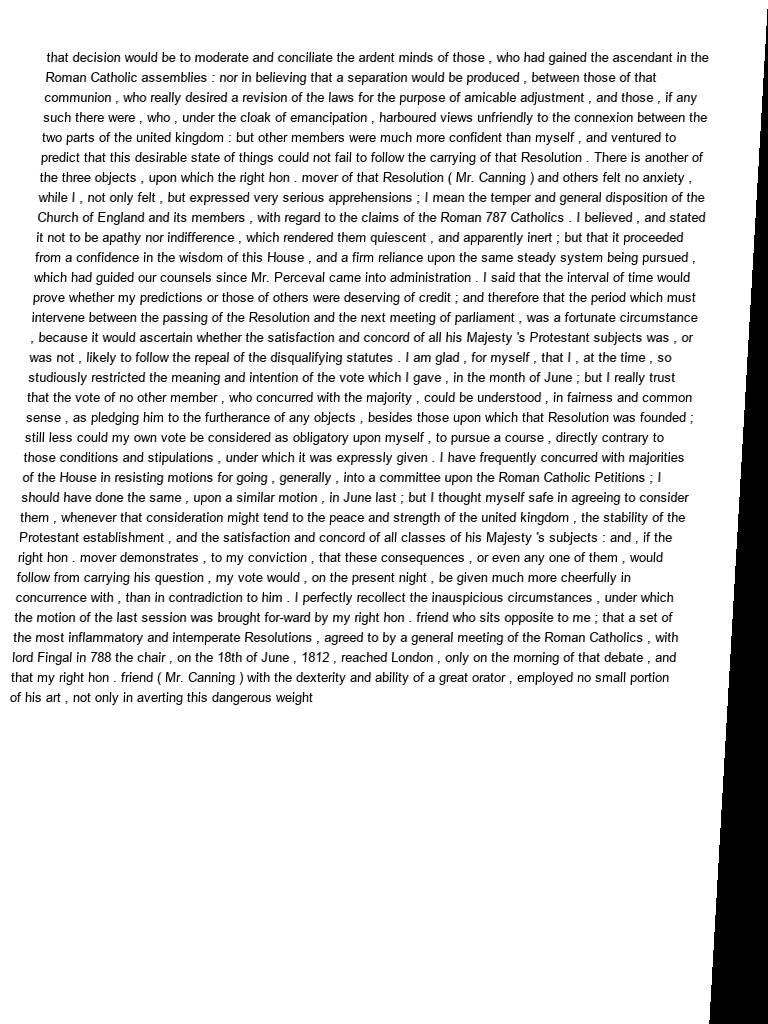 that decision would be to moderate and conciliate the ardent minds of those , who had gained the ascendant in the
Roman Catholic assemblies : nor in believing that a separation would be produced , between those of that
communion , who really desired a revision of the laws for the purpose of amicable adjustment , and those , if any
such there were , who , under the cloak of emancipation , harboured views unfriendly to the connexion between the
two parts of the united kingdom : but other members were much more confident than myself , and ventured to
predict that this desirable state of things could not fail to follow the carrying of that Resolution . There is another of
the three objects , upon which the right hon . mover of that Resolution ( Mr. Canning ) and others felt no anxiety ,
while I , not only felt , but expressed very serious apprehensions ; I mean the temper and general disposition of the
Church of England and its members , with regard to the claims of the Roman 787 Catholics . I believed , and stated
it not to be apathy nor indifference , which rendered them quiescent , and apparently inert ; but that it proceeded
from a confidence in the wisdom of this House , and a firm reliance upon the same steady system being pursued ,
which had guided our counsels since Mr. Perceval came into administration . I said that the interval of time would
prove whether my predictions or those of others were deserving of credit ; and therefore that the period which must
intervene between the passing of the Resolution and the next meeting of parliament , was a fortunate circumstance
, because it would ascertain whether the satisfaction and concord of all his Majesty 's Protestant subjects was , or
was not , likely to follow the repeal of the disqualifying statutes . I am glad , for myself , that I , at the time , so
studiously restricted the meaning and intention of the vote which I gave , in the month of June ; but I really trust
that the vote of no other member , who concurred with the majority , could be understood , in fairness and common
sense , as pledging him to the furtherance of any objects , besides those upon which that Resolution was founded ;
still less could my own vote be considered as obligatory upon myself , to pursue a course , directly contrary to
those conditions and stipulations , under which it was expressly given . I have frequently concurred with majorities
of the House in resisting motions for going , generally , into a committee upon the Roman Catholic Petitions ; I
should have done the same , upon a similar motion , in June last ; but I thought myself safe in agreeing to consider
them , whenever that consideration might tend to the peace and strength of the united kingdom , the stability of the
Protestant establishment , and the satisfaction and concord of all classes of his Majesty 's subjects : and , if the
right hon . mover demonstrates , to my conviction , that these consequences , or even any one of them , would
follow from carrying his question , my vote would , on the present night , be given much more cheerfully in
concurrence with , than in contradiction to him . I perfectly recollect the inauspicious circumstances , under which
the motion of the last session was brought for-ward by my right hon . friend who sits opposite to me ; that a set of
the most inflammatory and intemperate Resolutions , agreed to by a general meeting of the Roman Catholics , with
lord Fingal in 788 the chair , on the 18th of June , 1812 , reached London , only on the morning of that debate , and
that my right hon . friend ( Mr. Canning ) with the dexterity and ability of a great orator , employed no small portion
of his art , not only in averting this dangerous weight